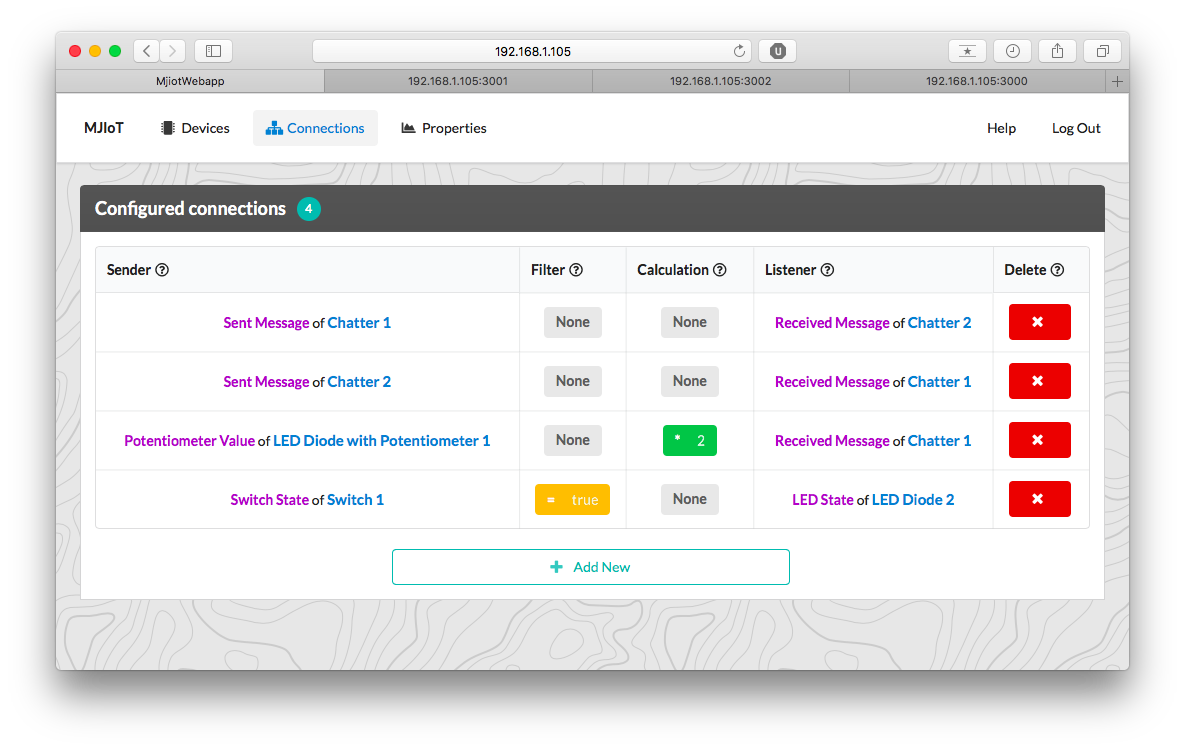 192.168.1.105
MjiotWebapp 192.168.1.105:3001 192.168.1.105:3002 192.168.1.105:3000
MJIoT Devices Connections Properties Help Log Out
Configured connections 4
Sender Filter Calculation Listener Delete
Sent Message of Chatter 1 None None Received Message of Chatter 2
Sent Message of Chatter 2 None None Received Message of Chatter 1
Potentiometer Value of LED Diode with Potentiometer 1 None * 2 Received Message of Chatter 1
Switch State of Switch 1 = true None LED State of LED Diode 2
+ Add New